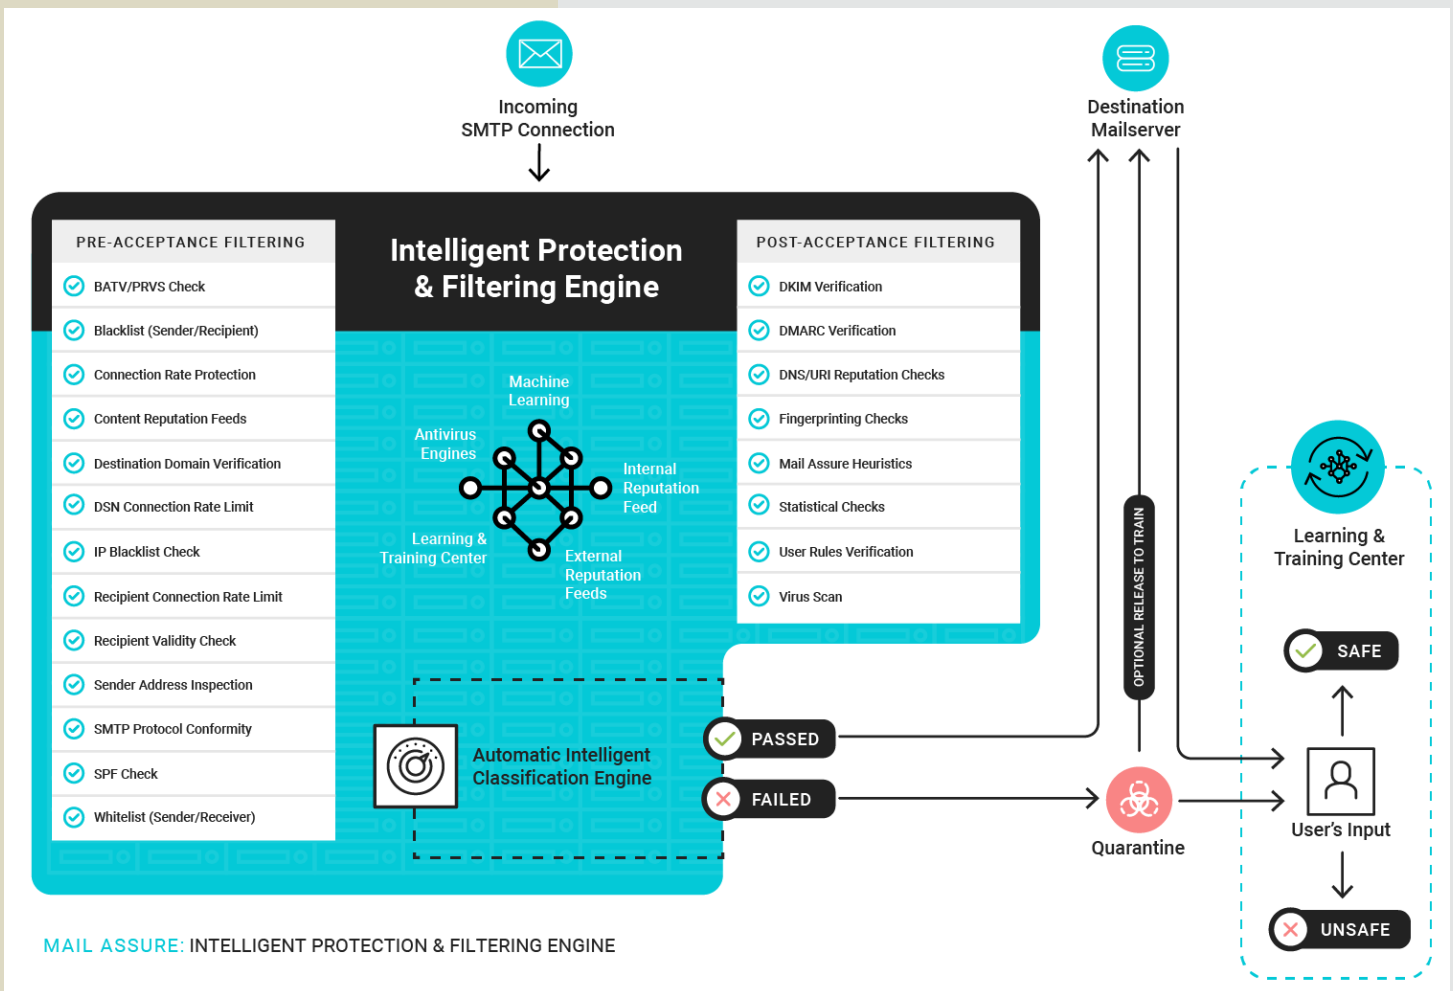 Incoming
SMTP Connection
Destination
Mailserver
PRE-ACCEPTANCE FILTERING
BATV/PRVS Check
Blacklist (Sender/Recipient)
Connection Rate Protection
Content Reputation Feeds
Destination Domain Verification
DSN Connection Rate Limit
IP Blacklist Check
Recipient Connection Rate Limit
Recipient Validity Check
Sender Address Inspection
SMTP Protocol Conformity
SPF Check
Whitelist (Sender/Receiver)
Intelligent Protection
& Filtering Engine
Machine
Learning
Antivirus
Engines
Internal
Reputation
Feed
Learning &
Training Center
External
Reputation
Feeds
POST-ACCEPTANCE FILTERING
DKIM Verification
DMARC Verification
DNS/URI Reputation Checks
Fingerprinting Checks
Mail Assure Heuristics
Statistical Checks
User Rules Verification
Virus Scan
Automatic Intelligent
Classification Engine
PASSED
FAILED
OPTIONAL RELEASE TO TRAIN
Quarantine
Learning &
Training Center
SAFE
User's Input
UNSAFE
MAIL ASSURE: INTELLIGENT PROTECTION & FILTERING ENGINE